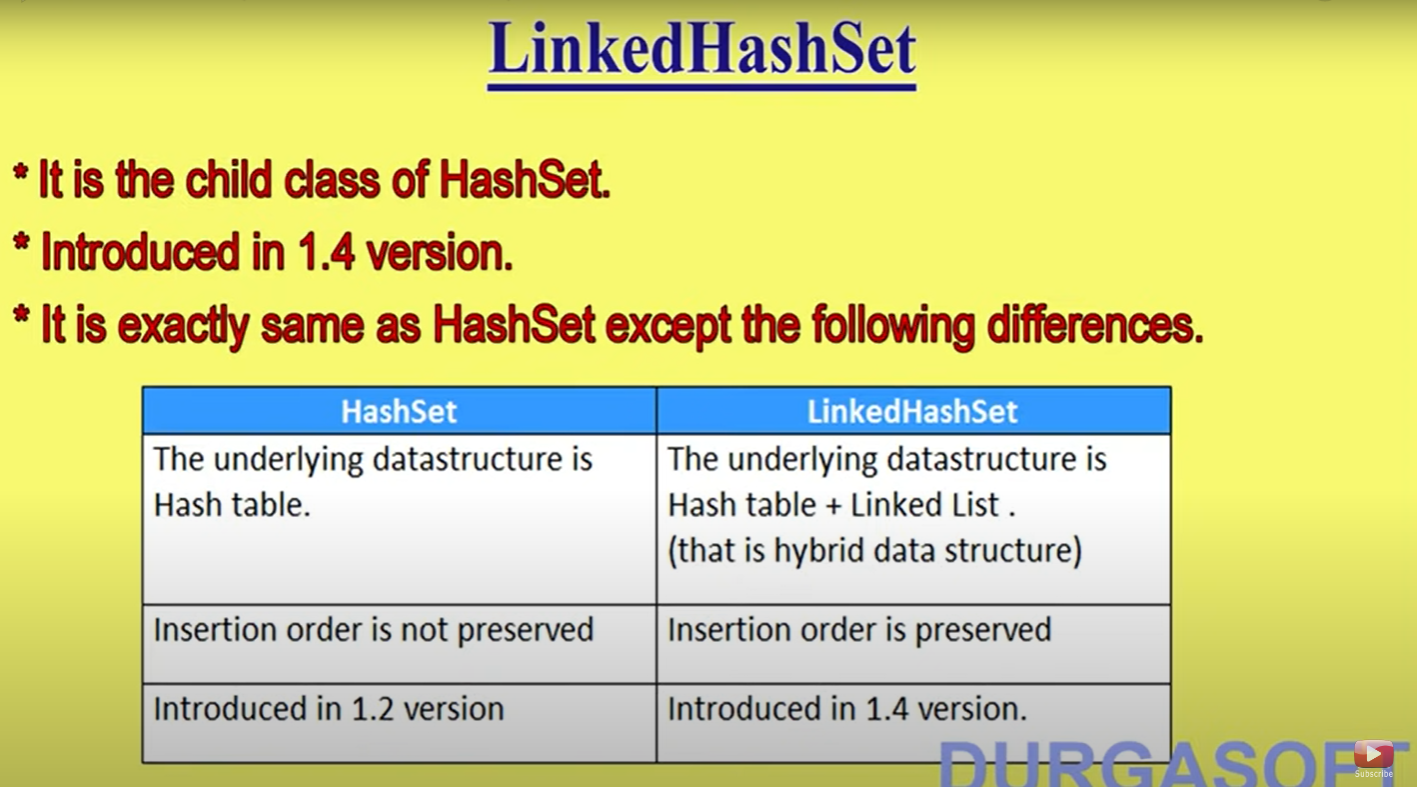 LinkedHashSet
* It is the child class of HashSet.
* Introduced in 1.4 version.
* It is exactly same as HashSet except the following differences.
HashSet
LinkedHashSet
The underlying datastructure is
Hash table.
The underlying datastructure is
Hash table + Linked List .
(that is hybrid data structure)
Insertion order is not preserved
Insertion order is preserved
Introduced in 1.2 version
Introduced in 1.4 version.
DURGASOFT
Subscribe